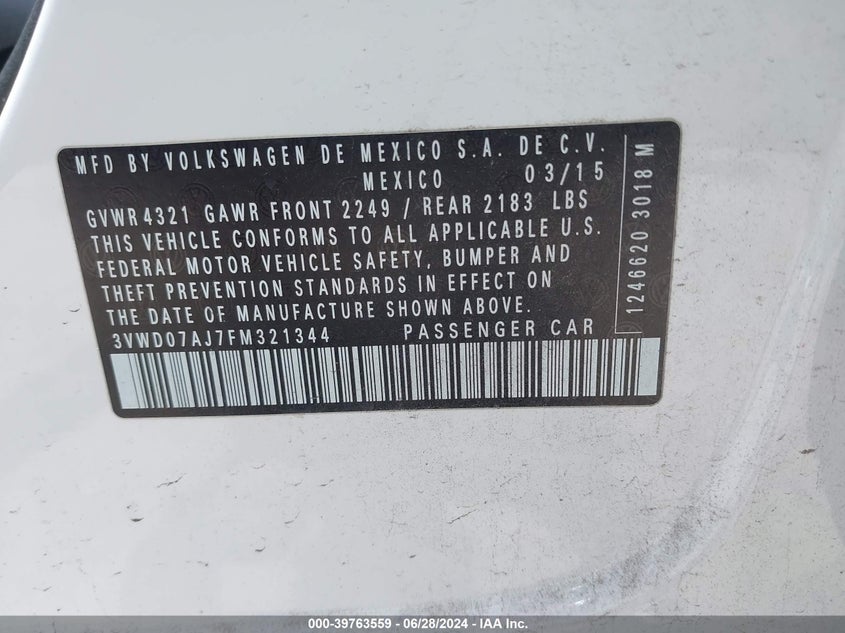 MFD BY VOLKSWAGEN DE MEXICO S.A. DE C.V.
MEXICO 03/15
GVWR 4321 GAWR FRONT 2249 / REAR 2183 LBS
THIS VEHICLE CONFORMS TO ALL APPLICABLE U.S.
FEDERAL MOTOR VEHICLE SAFETY, BUMPER AND
THEFT PREVENTION STANDARDS IN EFFECT ON
THE DATE OF MANUFACTURE SHOWN ABOVE.
3VWD07AJ7FM321344 PASSENGER CAR
1246620 3018 M
000-39763559 - 06/28/2024 - IAA Inc.